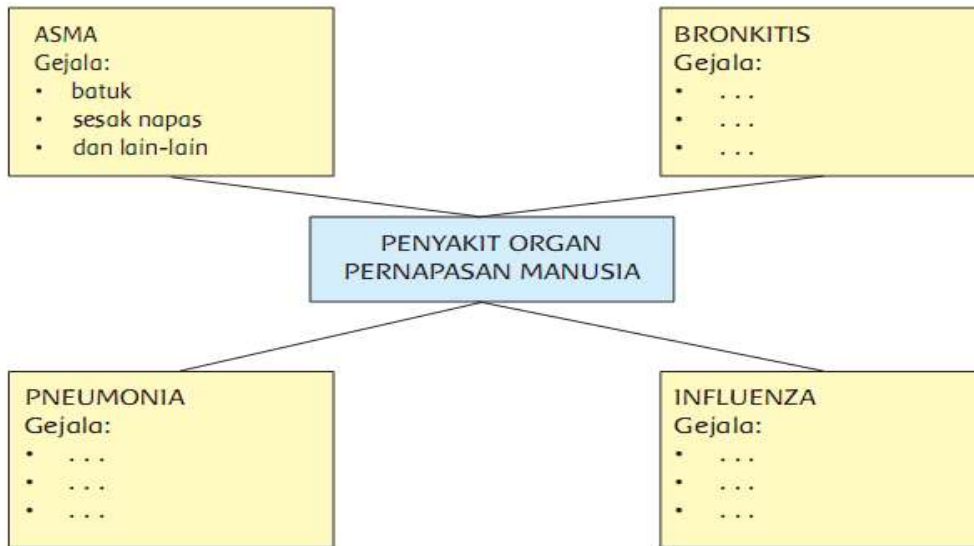 ASMA
Gejala:
• batuk
• sesak napas
• dan lain-lain
BRONKITIS
Gejala:
• . . .
• . . .
• . . .
PENYAKIT ORGAN
PERNAPASAN MANUSIA
PNEUMONIA
Gejala:
• . . .
• . . .
• . . .
INFLUENZA
Gejala:
• . . .
• . . .
• . . .